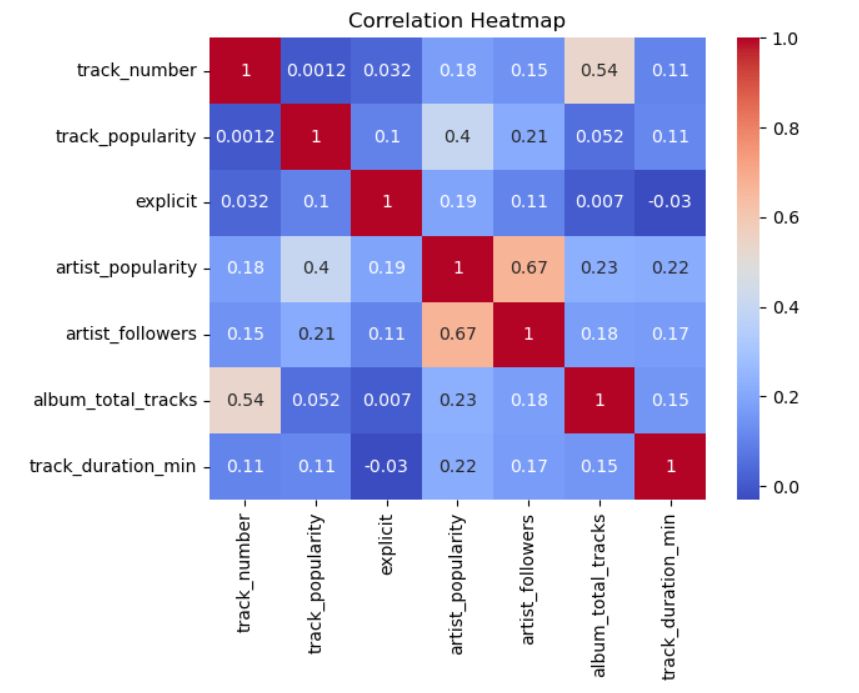 Correlation Heatmap
track_number 1 0.0012 0.032 0.18 0.15 0.54 0.11
track_popularity 0.0012 1 0.1 0.4 0.21 0.052 0.11
explicit 0.032 0.1 1 0.19 0.11 0.007 -0.03
artist_popularity 0.18 0.4 0.19 1 0.67 0.23 0.22
artist_followers 0.15 0.21 0.11 0.67 1 0.18 0.17
album_total_tracks 0.54 0.052 0.007 0.23 0.18 1 0.15
track_duration_min 0.11 0.11 -0.03 0.22 0.17 0.15 1
track_number
track_popularity
explicit
artist_popularity
artist_followers
album_total_tracks
track_duration_min
1.0
0.8
0.6
0.4
0.2
0.0